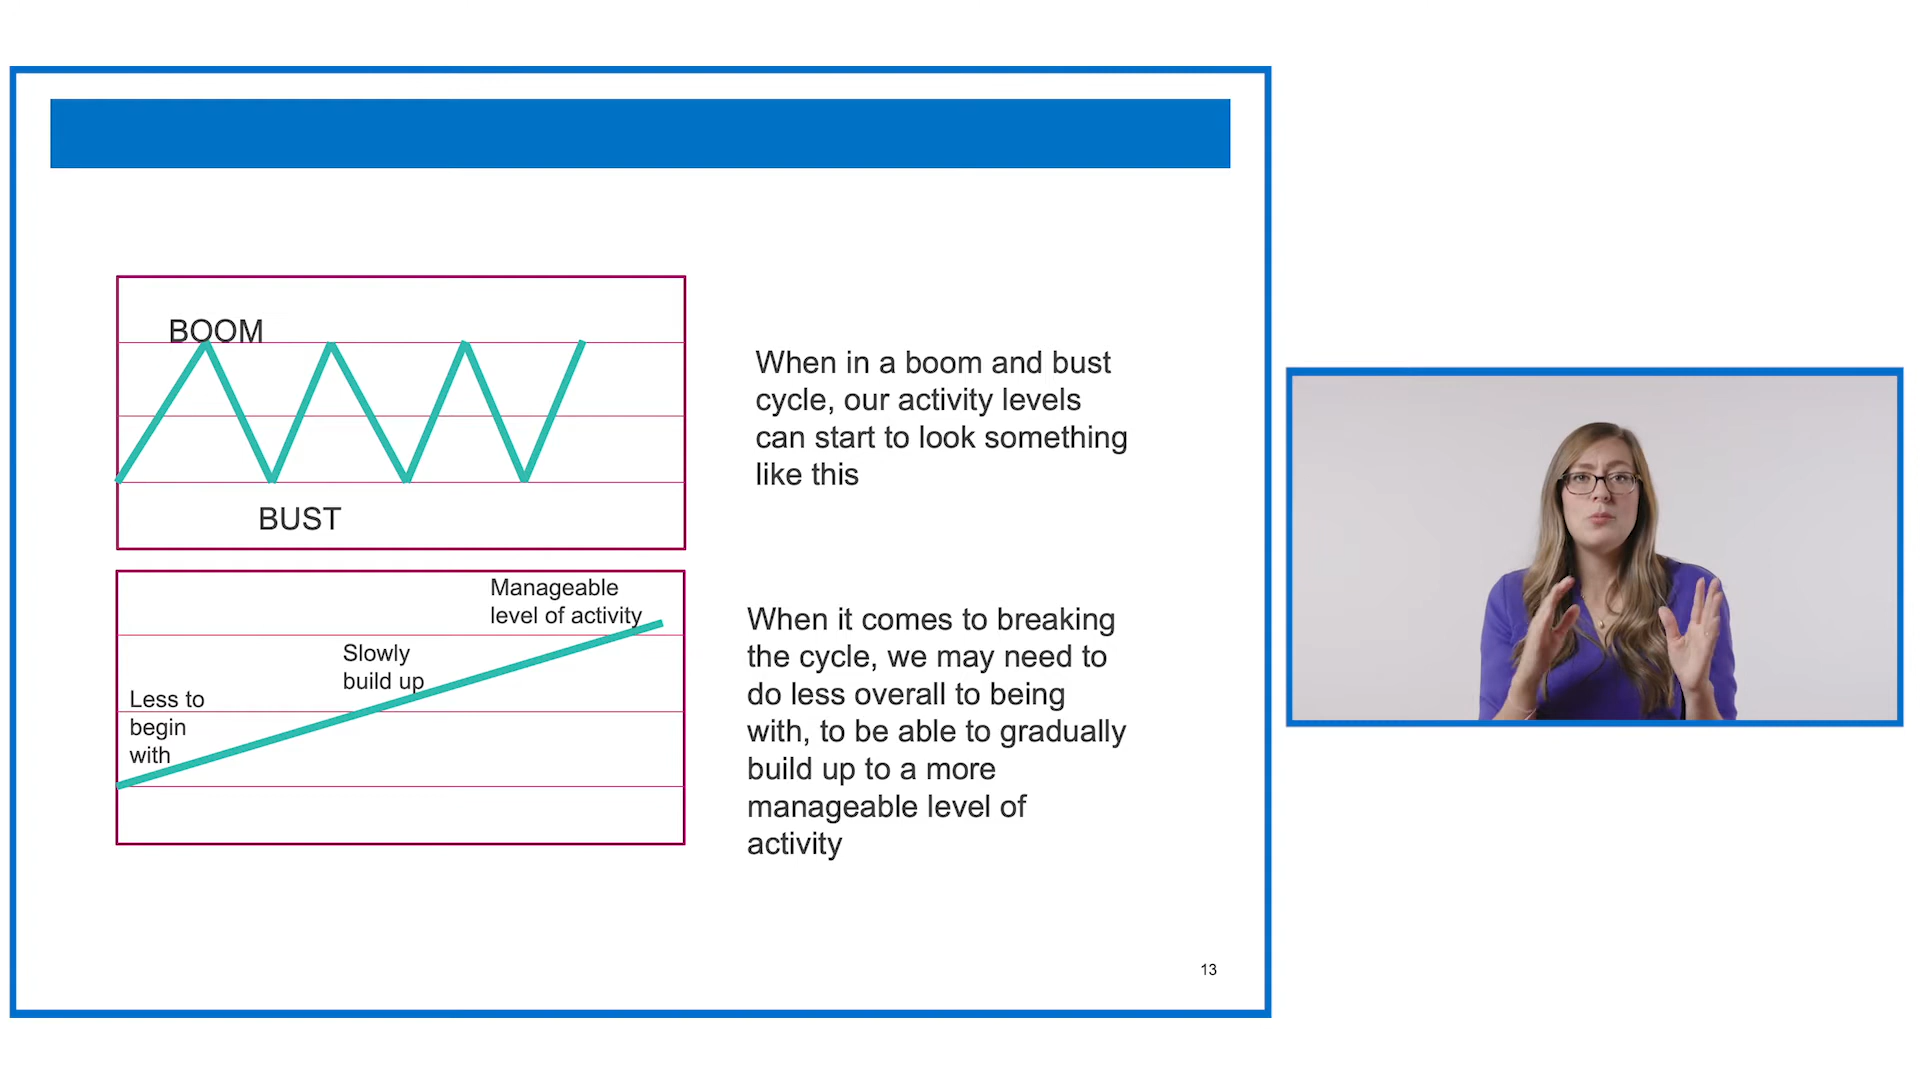 BOOM
BUST
When in a boom and bust
cycle, our activity levels
can start to look something
like this
Manageable
level of activity
Slowly
build up
Less to
begin
with
When it comes to breaking
the cycle, we may need to
do less overall to being
with, to be able to gradually
build up to a more
manageable level of
activity
13